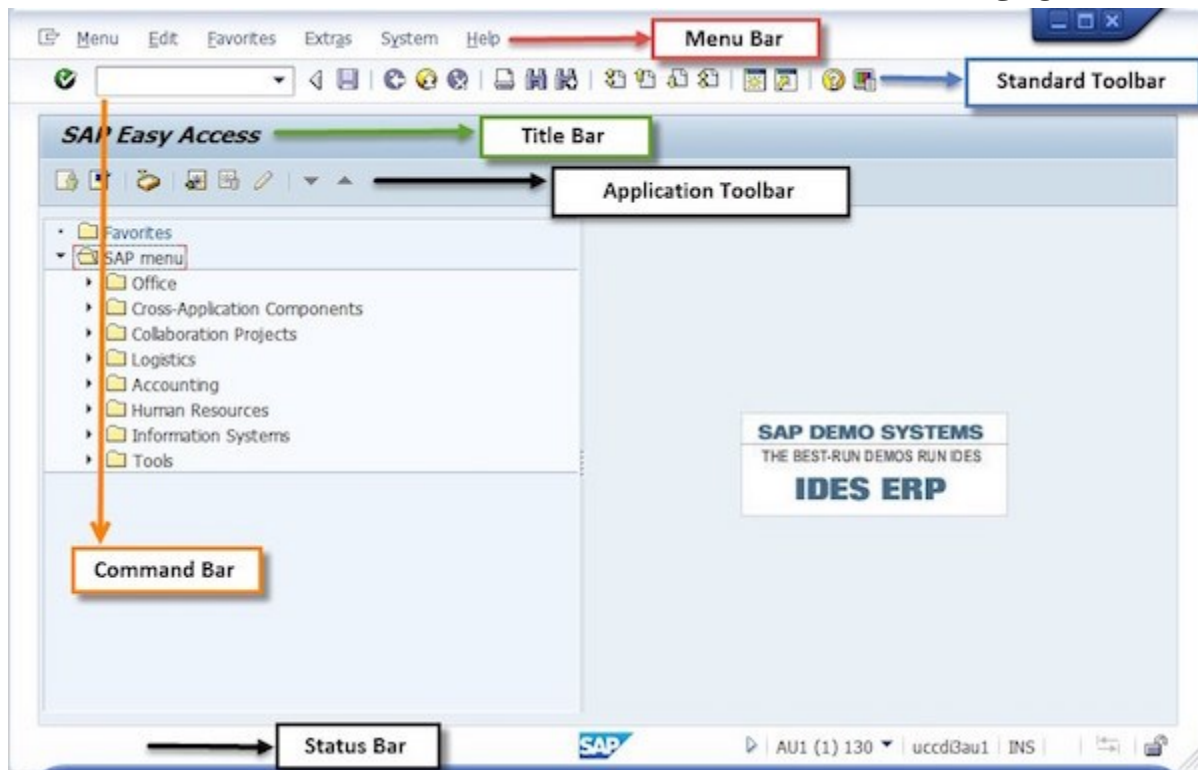 Menu Edit Favorites Extras System Help Menu Bar
Standard Toolbar
SAP Easy Access Title Bar
Application Toolbar
Favorites
SAP menu
Office
Cross-Application Components
Collaboration Projects
Logistics
Accounting
Human Resources
Information Systems
Tools
SAP DEMO SYSTEMS
THE BEST-RUN DEMOS RUN IDES
IDES ERP
Command Bar
Status Bar SAP AU1 (1) 130 uccdi3au1 INS